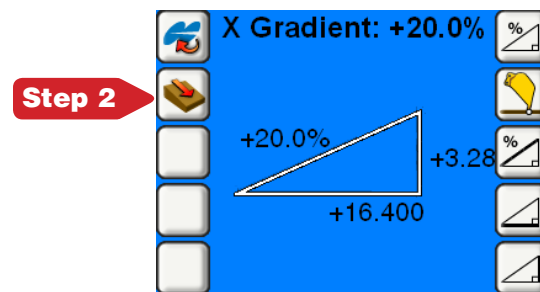 X Gradient: +20.0%
%
Step 2
+20.0%
+3.28
%
+16.400